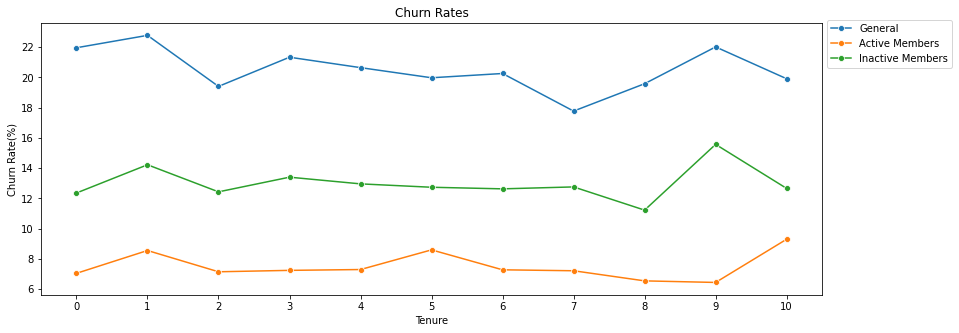 Churn Rates
General
Active Members
Inactive Members
Churn Rate(%)
22
20
18
16
14
12
10
8
6
0 1 2 3 4 5 6 7 8 9 10
Tenure